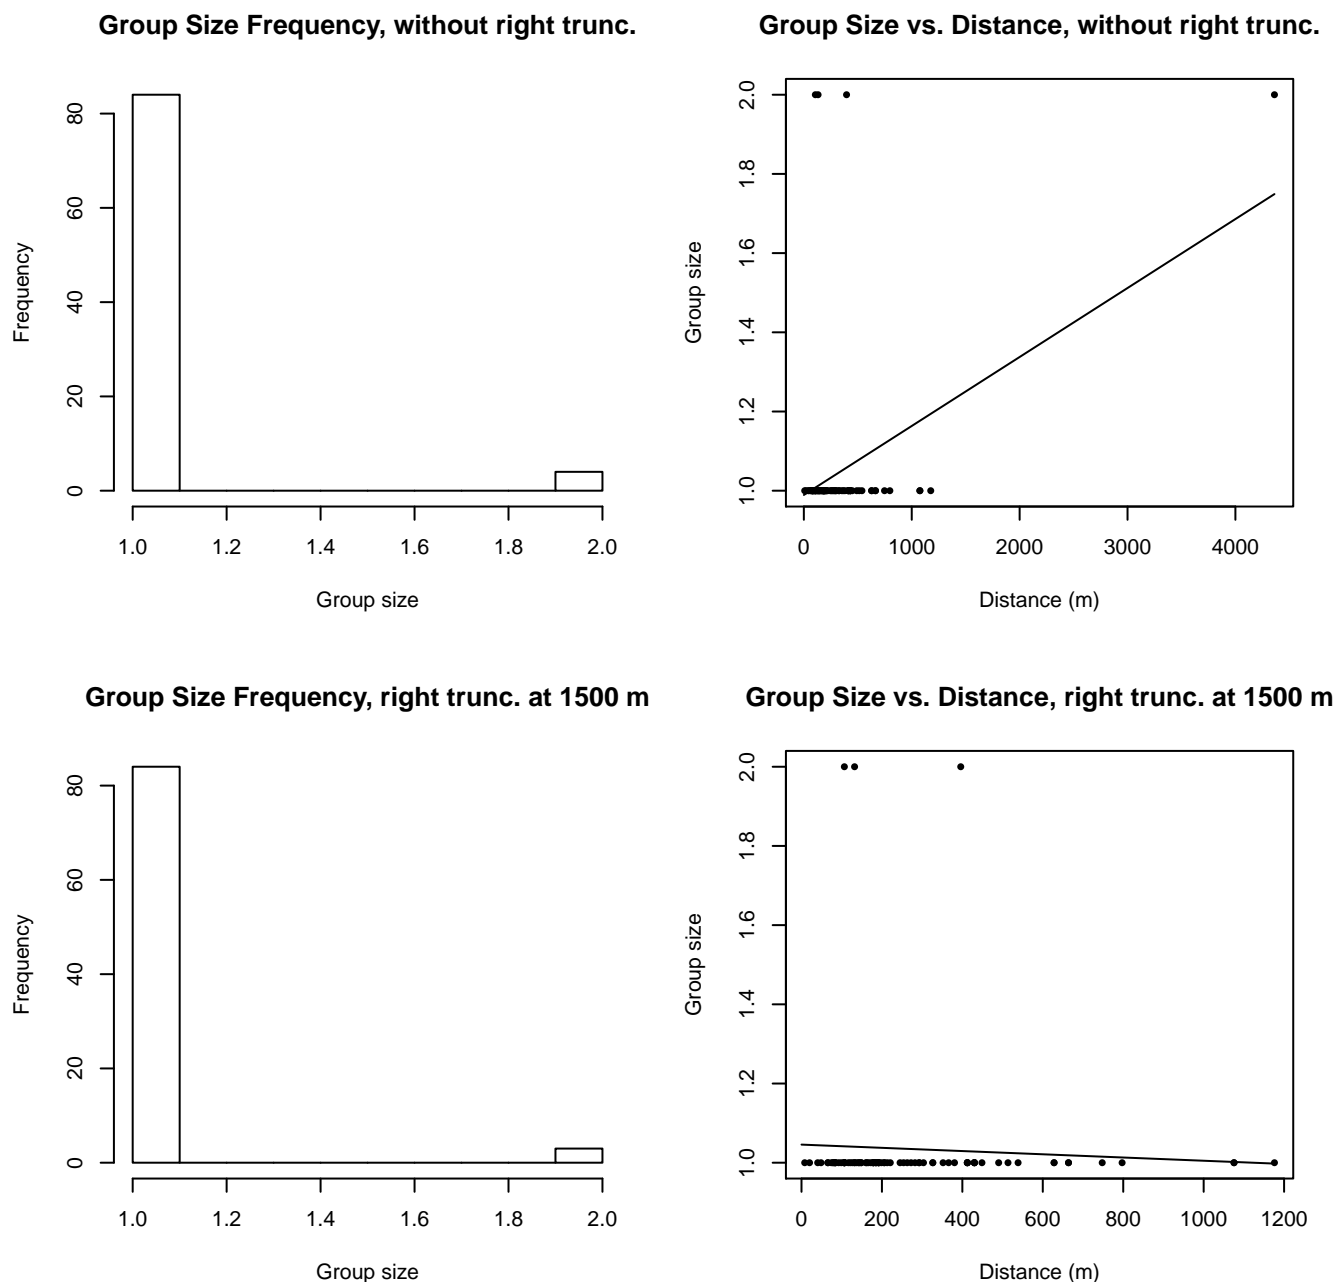 Group Size Frequency, without right trunc.
Frequency
80
60
40
20
0
1.0 1.2 1.4 1.6 1.8 2.0
Group size
Group Size vs. Distance, without right trunc.
Group size
2.0
1.8
1.6
1.4
1.2
1.0
0 1000 2000 3000 4000
Distance (m)
Group Size Frequency, right trunc. at 1500 m
Frequency
80
60
40
20
0
1.0 1.2 1.4 1.6 1.8 2.0
Group size
Group Size vs. Distance, right trunc. at 1500 m
Group size
2.0
1.8
1.6
1.4
1.2
1.0
0 200 400 600 800 1000 1200
Distance (m)